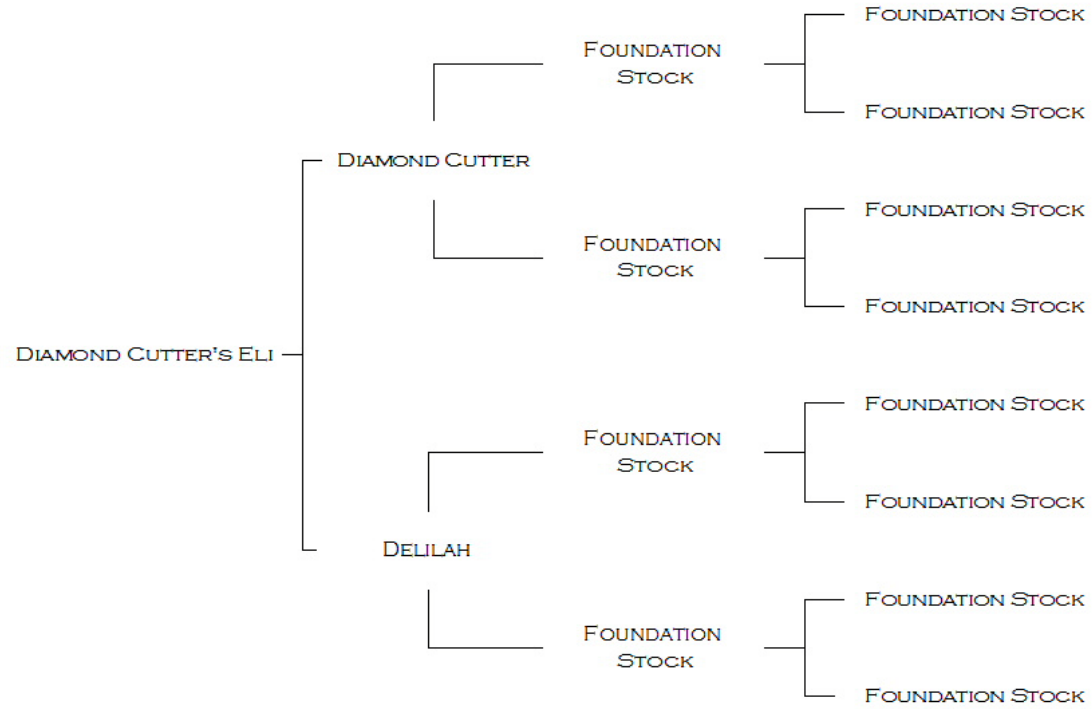 Foundation Stock
Foundation
Stock
Foundation Stock
Diamond Cutter
Foundation Stock
Foundation
Stock
Foundation Stock
Diamond Cutter's Eli
Foundation Stock
Foundation
Stock
Foundation Stock
Delilah
Foundation Stock
Foundation
Stock
Foundation Stock